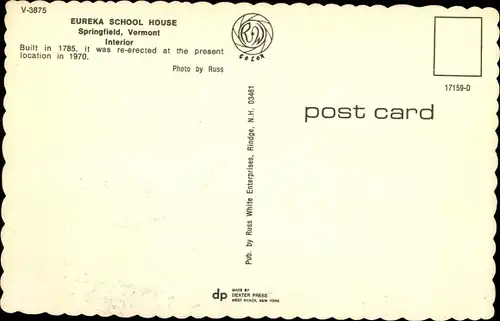 V-3875
EUREKA SCHOOL HOUSE
Springfield, Vermont
Interior
Built in 1785, it was re-erected at the present
location in 1970.
Photo by Russ
COLOR
Pub. by Russ White Enterprises, Rindge, N.H. 03461
17159-D
post card
dp
MADE BY
DEXTER PRESS
WEST NYACK, NEW YORK